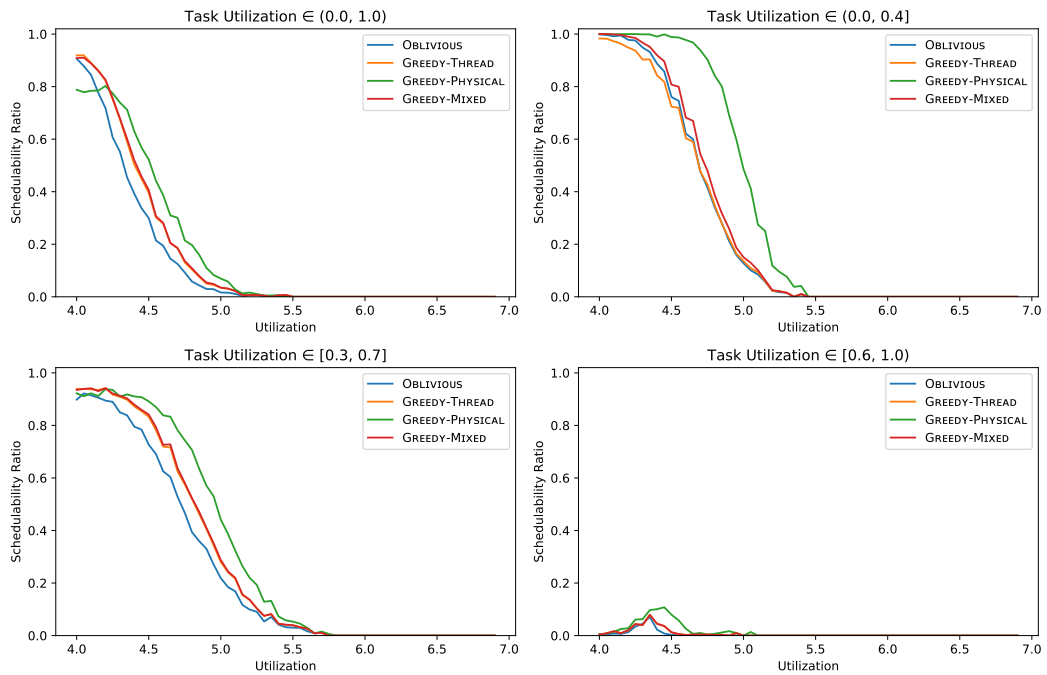 Task Utilization ∈ (0.0, 1.0)
Schedulability Ratio
1.0
0.8
0.6
0.4
0.2
0.0
Oblivious
Greedy-Thread
Greedy-Physical
Greedy-Mixed
4.0 4.5 5.0 5.5 6.0 6.5 7.0
Utilization
Task Utilization ∈ (0.0, 0.4]
Schedulability Ratio
1.0
0.8
0.6
0.4
0.2
0.0
Oblivious
Greedy-Thread
Greedy-Physical
Greedy-Mixed
4.0 4.5 5.0 5.5 6.0 6.5 7.0
Utilization
Task Utilization ∈ [0.3, 0.7]
Schedulability Ratio
1.0
0.8
0.6
0.4
0.2
0.0
Oblivious
Greedy-Thread
Greedy-Physical
Greedy-Mixed
4.0 4.5 5.0 5.5 6.0 6.5 7.0
Utilization
Task Utilization ∈ [0.6, 1.0)
Schedulability Ratio
1.0
0.8
0.6
0.4
0.2
0.0
Oblivious
Greedy-Thread
Greedy-Physical
Greedy-Mixed
4.0 4.5 5.0 5.5 6.0 6.5 7.0
Utilization